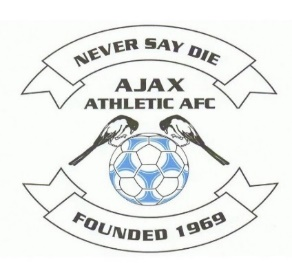 NEVER SAY DIE
AJAX
ATHLETIC AFC
FOUNDED 1969